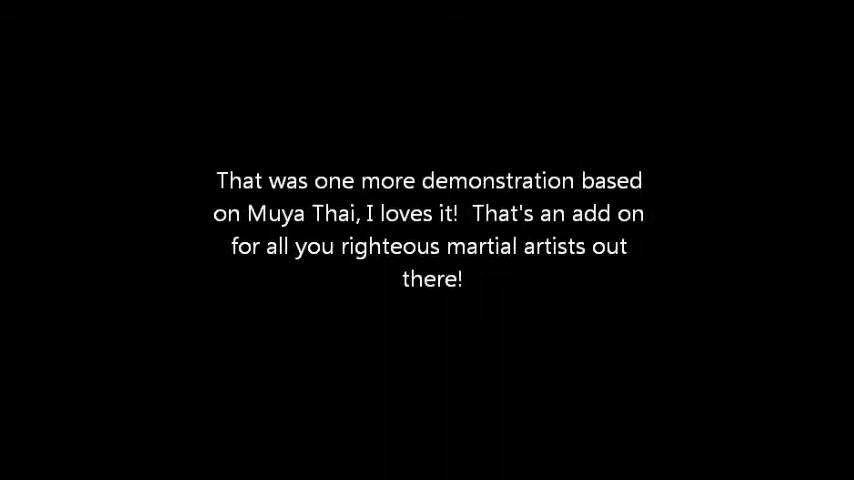 That was one more demonstration based
on Muya Thai, I loves it!  That's an add on
for all you righteous martial artists out
there!